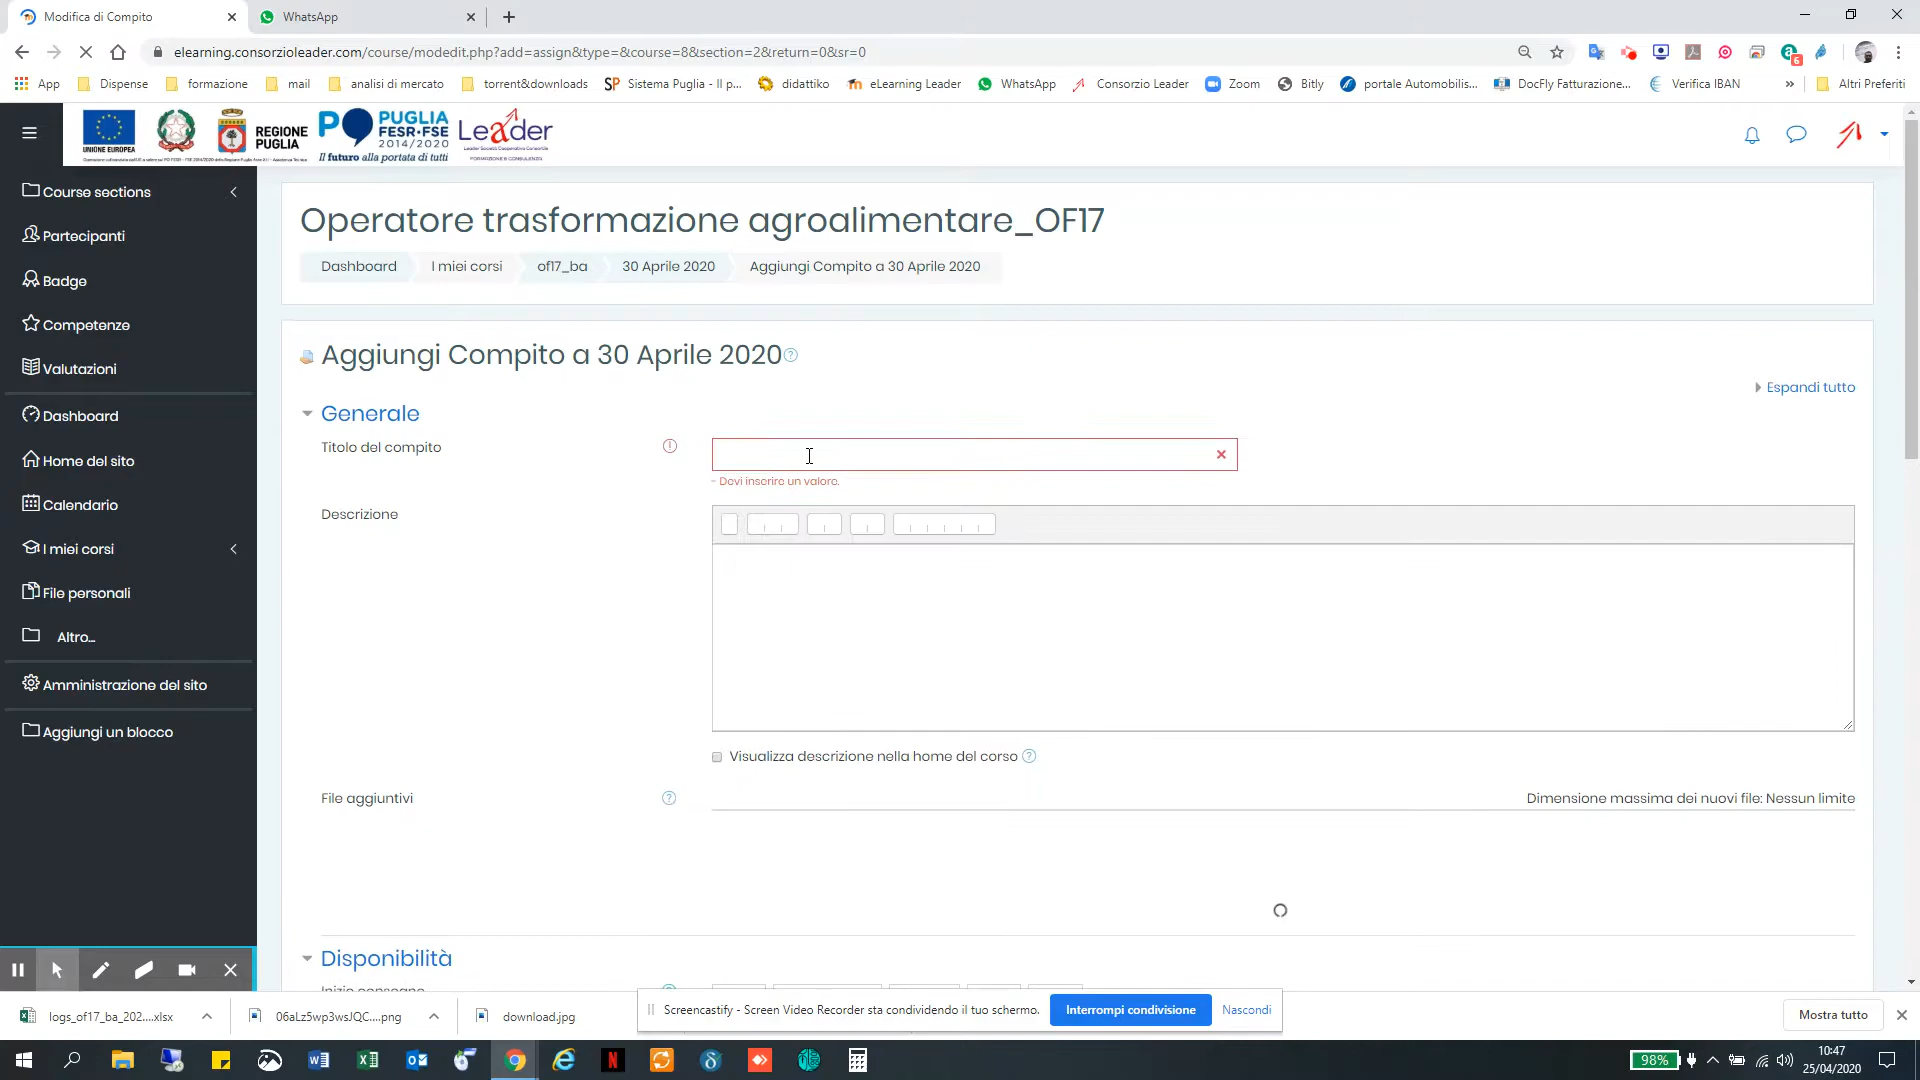 Modifica di Compito
WhatsApp
elearning.consorzioleader.com/course/modedit.php?add=assign&type=&course=8&section=2&return=0&sr=0
App
Dispense
formazione
mail
analisi di mercato
torrent&downloads
Sistema Puglia - Il p...
didattiko
eLearning Leader
WhatsApp
Consorzio Leader
Zoom
Bitly
portale Automobilis...
DocFly Fatturazione...
Verifica IBAN
»
Altri Preferiti
UNIONE EUROPEA
REGIONE
PUGLIA
PO PUGLIA
FESR·FSE
2014/2020
Il futuro alla portata di tutti
Leader
FORMAZIONE E CONSULENZA
Course sections
Partecipanti
Badge
Competenze
Valutazioni
Dashboard
Home del sito
Calendario
I miei corsi
File personali
Altro...
Amministrazione del sito
Aggiungi un blocco
Operatore trasformazione agroalimentare_OF17
Dashboard
I miei corsi
of17_ba
30 Aprile 2020
Aggiungi Compito a 30 Aprile 2020
Aggiungi Compito a 30 Aprile 2020
Espandi tutto
Generale
Titolo del compito
- Devi inserire un valore.
Descrizione
Visualizza descrizione nella home del corso
File aggiuntivi
Dimensione massima dei nuovi file: Nessun limite
Disponibilità
Inizio consegne
logs_of17_ba_202....xlsx
06aLz5wp3wsJQC....png
download.jpg
Screencastify - Screen Video Recorder sta condividendo il tuo schermo.
Interrompi condivisione
Nascondi
Mostra tutto
98%
10:47
25/04/2020